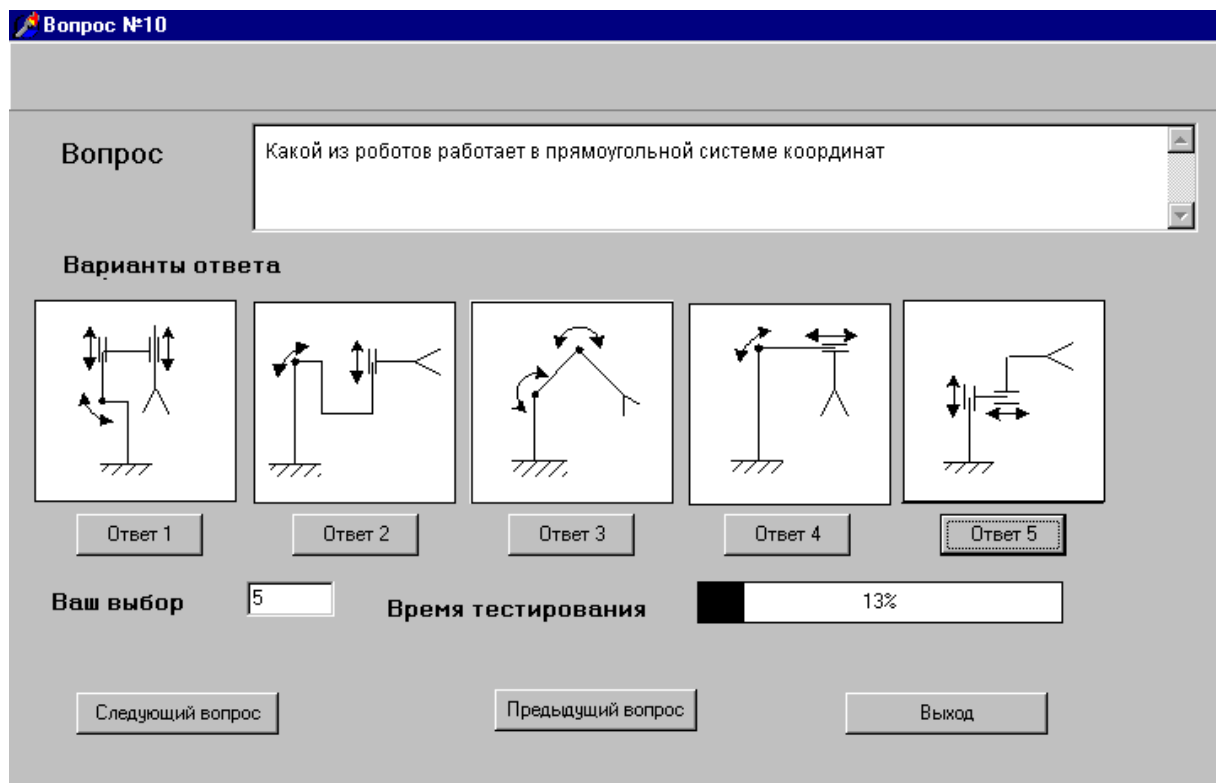 Вопрос №10
Вопрос
Какой из роботов работает в прямоугольной системе координат
Варианты ответа
Ответ 1
Ответ 2
Ответ 3
Ответ 4
Ответ 5
Ваш выбор
5
Время тестирования
13%
Следующий вопрос
Предыдущий вопрос
Выход